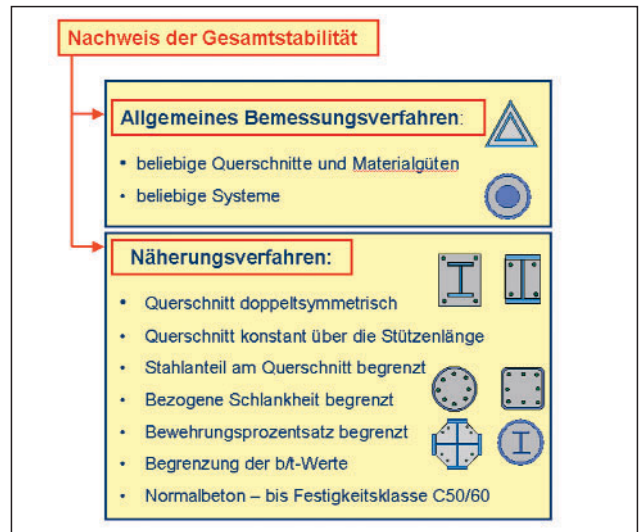 Nachweis der Gesamtstabilität
Allgemeines Bemessungsverfahren:
• beliebige Querschnitte und Materialgüten
• beliebige Systeme
Näherungsverfahren:
• Querschnitt doppeltsymmetrisch
• Querschnitt konstant über die Stützenlänge
• Stahlanteil am Querschnitt begrenzt
• Bezogene Schlankheit begrenzt
• Bewehrungsprozentsatz begrenzt
• Begrenzung der b/t-Werte
• Normalbeton – bis Festigkeitsklasse C50/60